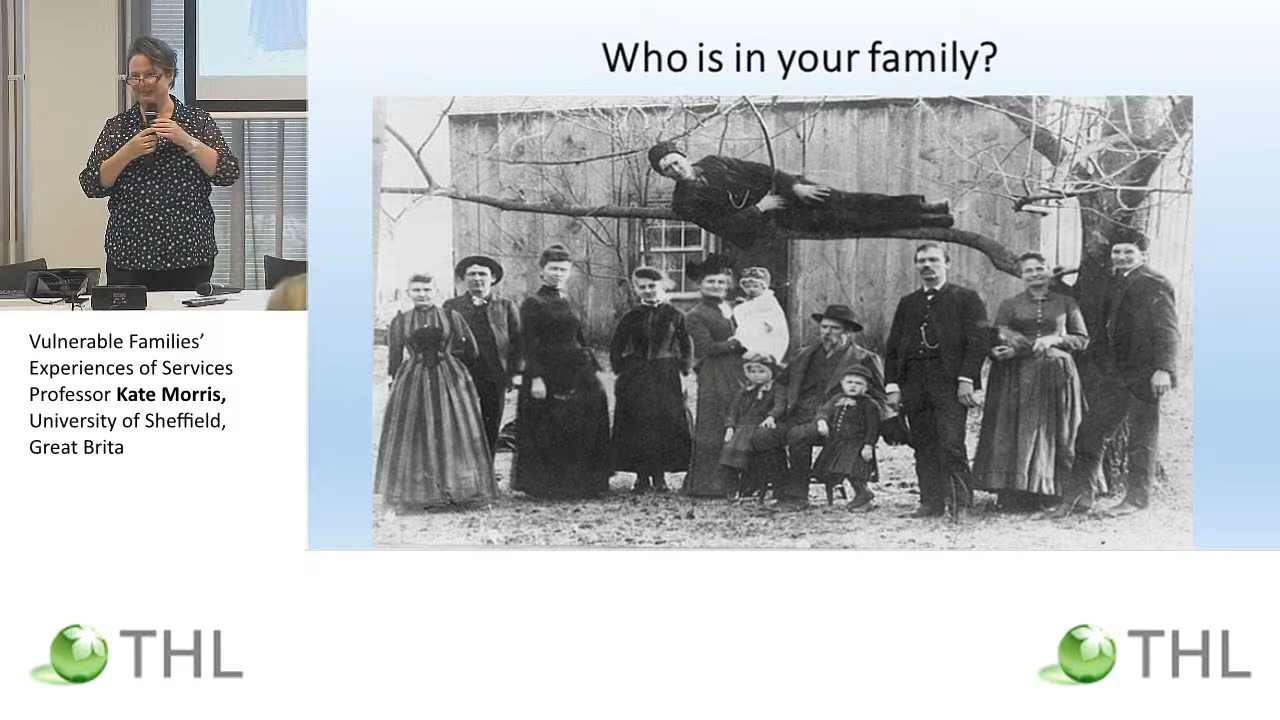 Who is in your family?
Vulnerable Families’
Experiences of Services
Professor Kate Morris,
University of Sheffield,
Great Brita
THL
THL